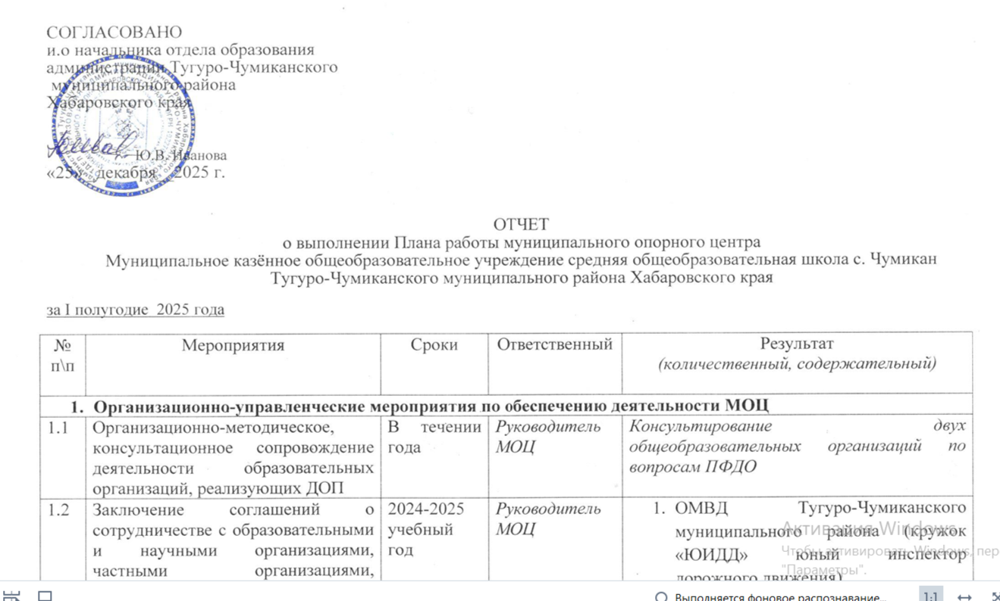 СОГЛАСОВАНО
и.о начальника отдела образования
администрации Тугуро-Чумиканского
муниципального района
Хабаровского края
Ю.В. Иванова
«25»_декабря__2025 г.
ОТЧЕТ
о выполнении Плана работы муниципального опорного центра
Муниципальное казённое общеобразовательное учреждение средняя общеобразовательная школа с. Чумикан
Тугуро-Чумиканского муниципального района Хабаровского края
за I полугодие 2025 года
№
п\п
Мероприятия
Сроки
Ответственный
Результат
(количественный, содержательный)
1. Организационно-управленческие мероприятия по обеспечению деятельности МОЦ
1.1
Организационно-методическое,
консультационное сопровождение
деятельности образовательных
организаций, реализующих ДОП
В течении
года
Руководитель
МОЦ
Консультирование двух
общеобразовательных организаций по
вопросам ПФДО
1.2
Заключение соглашений о
сотрудничестве с образовательными
и научными организациями,
частными организациями,
2024-2025
учебный
год
Руководитель
МОЦ
1. ОМВД Тугуро-Чумиканского
муниципального района (кружок
«ЮИДД» юный инспектор
дорожного движения)
Активация Windows
Чтобы активировать Windows, пер
"Параметры".
Выполняется фоновое распознавание...
1:1